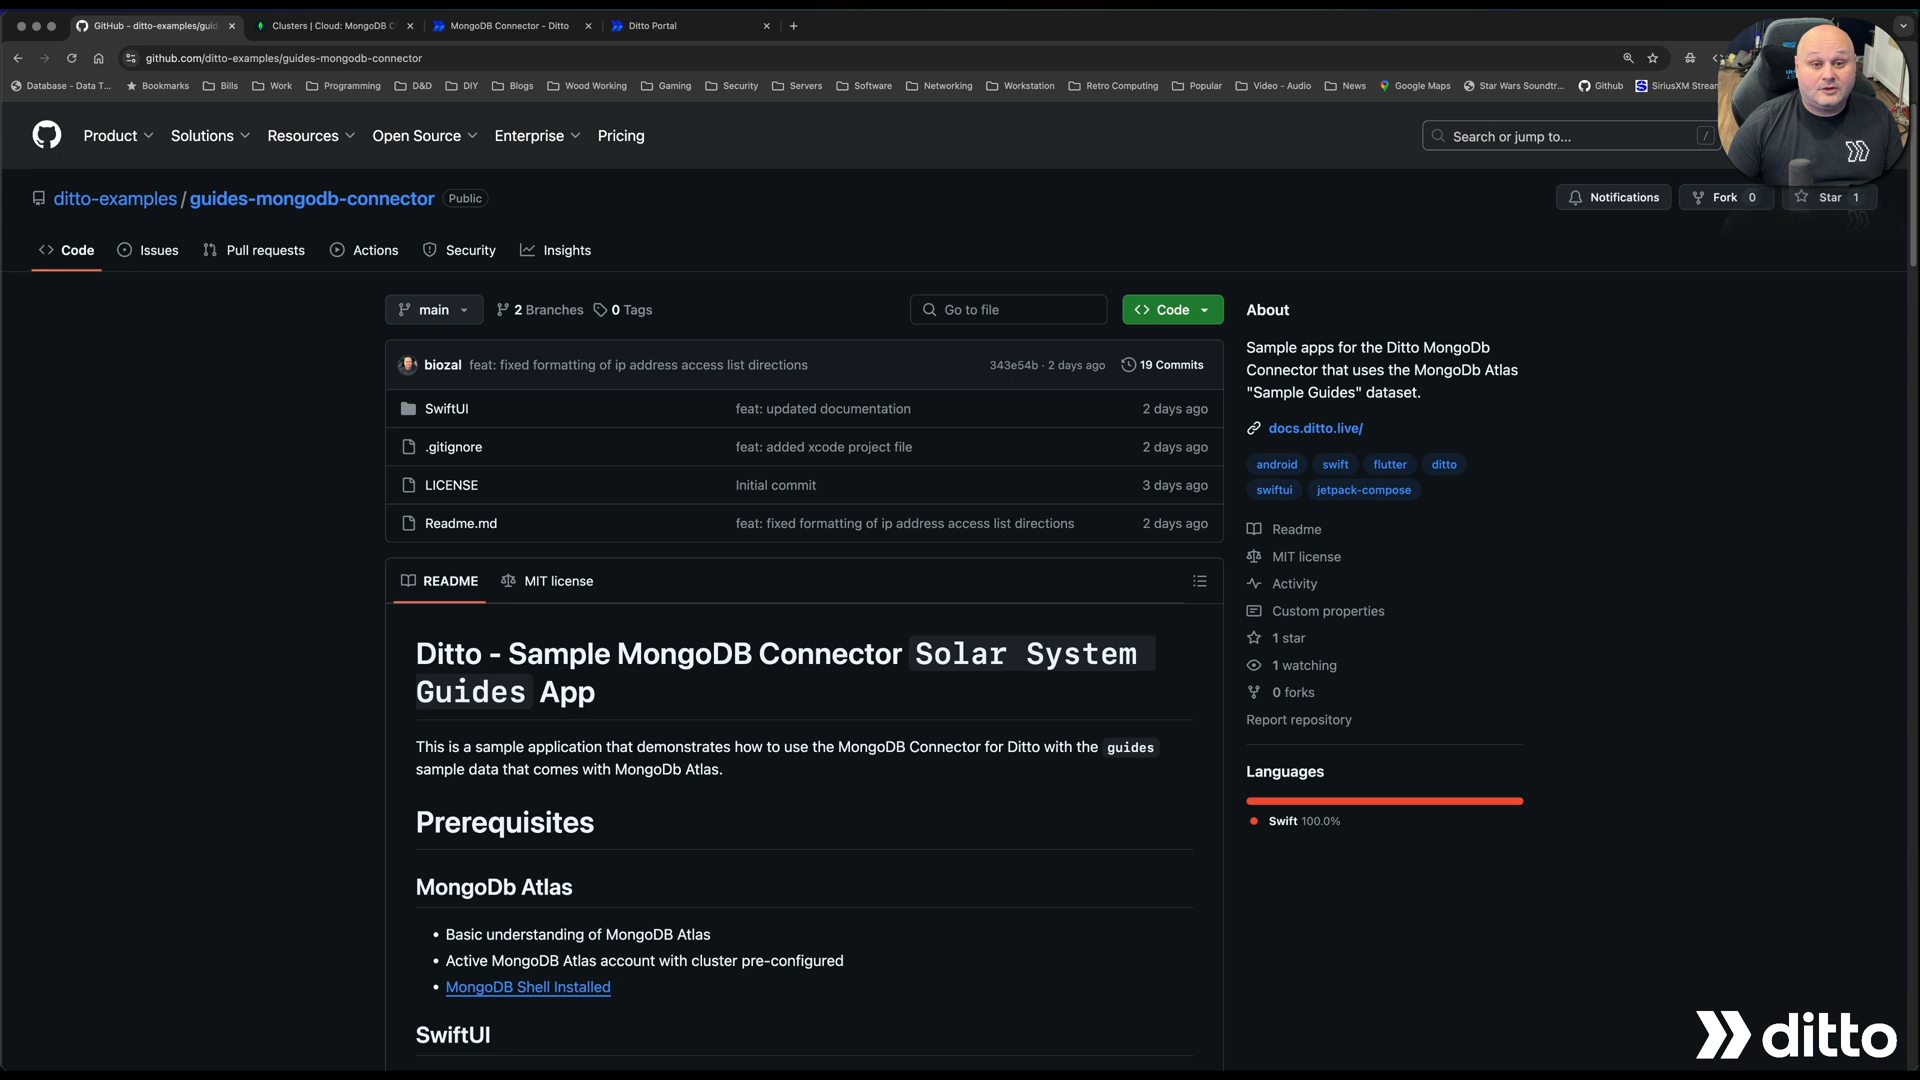 GitHub - ditto-examples/guid
Clusters | Cloud: MongoDB C
MongoDB Connector - Ditto
Ditto Portal
github.com/ditto-examples/guides-mongodb-connector
Database - Data T...
Bookmarks
Bills
Work
Programming
D&D
DIY
Blogs
Wood Working
Gaming
Security
Servers
Software
Networking
Workstation
Retro Computing
Popular
Video - Audio
News
Google Maps
Star Wars Soundtr...
Github
SiriusXM Strea
Product
Solutions
Resources
Open Source
Enterprise
Pricing
Search or jump to...
/
ditto-examples / guides-mongodb-connector
Public
Notifications
Fork 0
Star 1
Code
Issues
Pull requests
Actions
Security
Insights
main
2 Branches
0 Tags
Go to file
Code
biozal feat: fixed formatting of ip address access list directions
343e54b · 2 days ago
19 Commits
SwiftUI feat: updated documentation 2 days ago
.gitignore feat: added xcode project file 2 days ago
LICENSE Initial commit 3 days ago
Readme.md feat: fixed formatting of ip address access list directions 2 days ago
README
MIT license
Ditto - Sample MongoDB Connector Solar System
Guides App
This is a sample application that demonstrates how to use the MongoDB Connector for Ditto with the guides
sample data that comes with MongoDb Atlas.
Prerequisites
MongoDb Atlas
• Basic understanding of MongoDB Atlas
• Active MongoDB Atlas account with cluster pre-configured
• MongoDB Shell Installed
SwiftUI
About
Sample apps for the Ditto MongoDb
Connector that uses the MongoDb Atlas
"Sample Guides" dataset.
docs.ditto.live/
android
swift
flutter
ditto
swiftui
jetpack-compose
Readme
MIT license
Activity
Custom properties
1 star
1 watching
0 forks
Report repository
Languages
Swift 100.0%
ditto